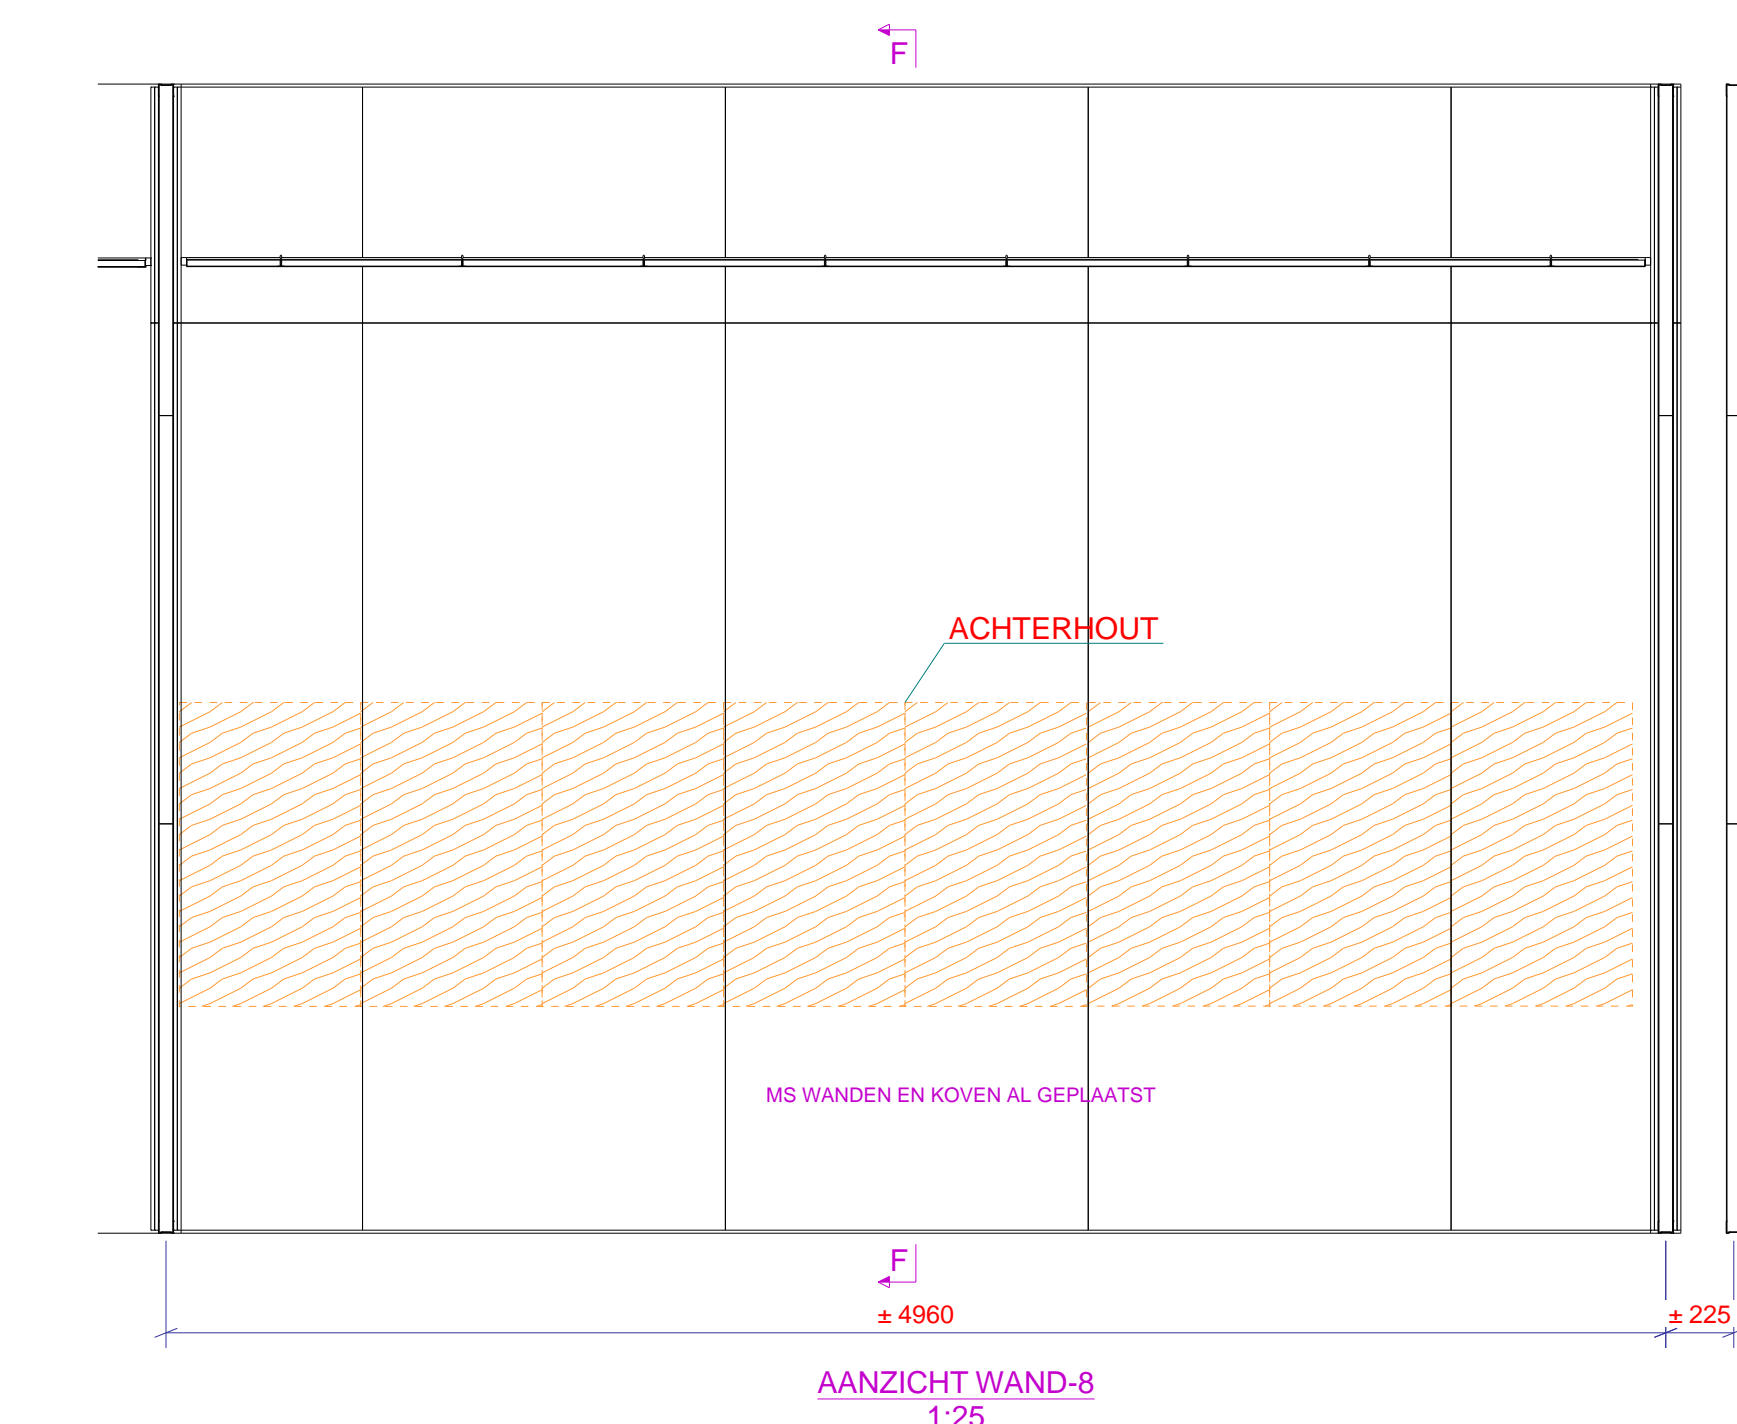 F
ACHTERHOUT
MS WANDEN EN KOVEN AL GEPLAATST
F
± 4960
± 225
AANZICHT WAND-8
1:25